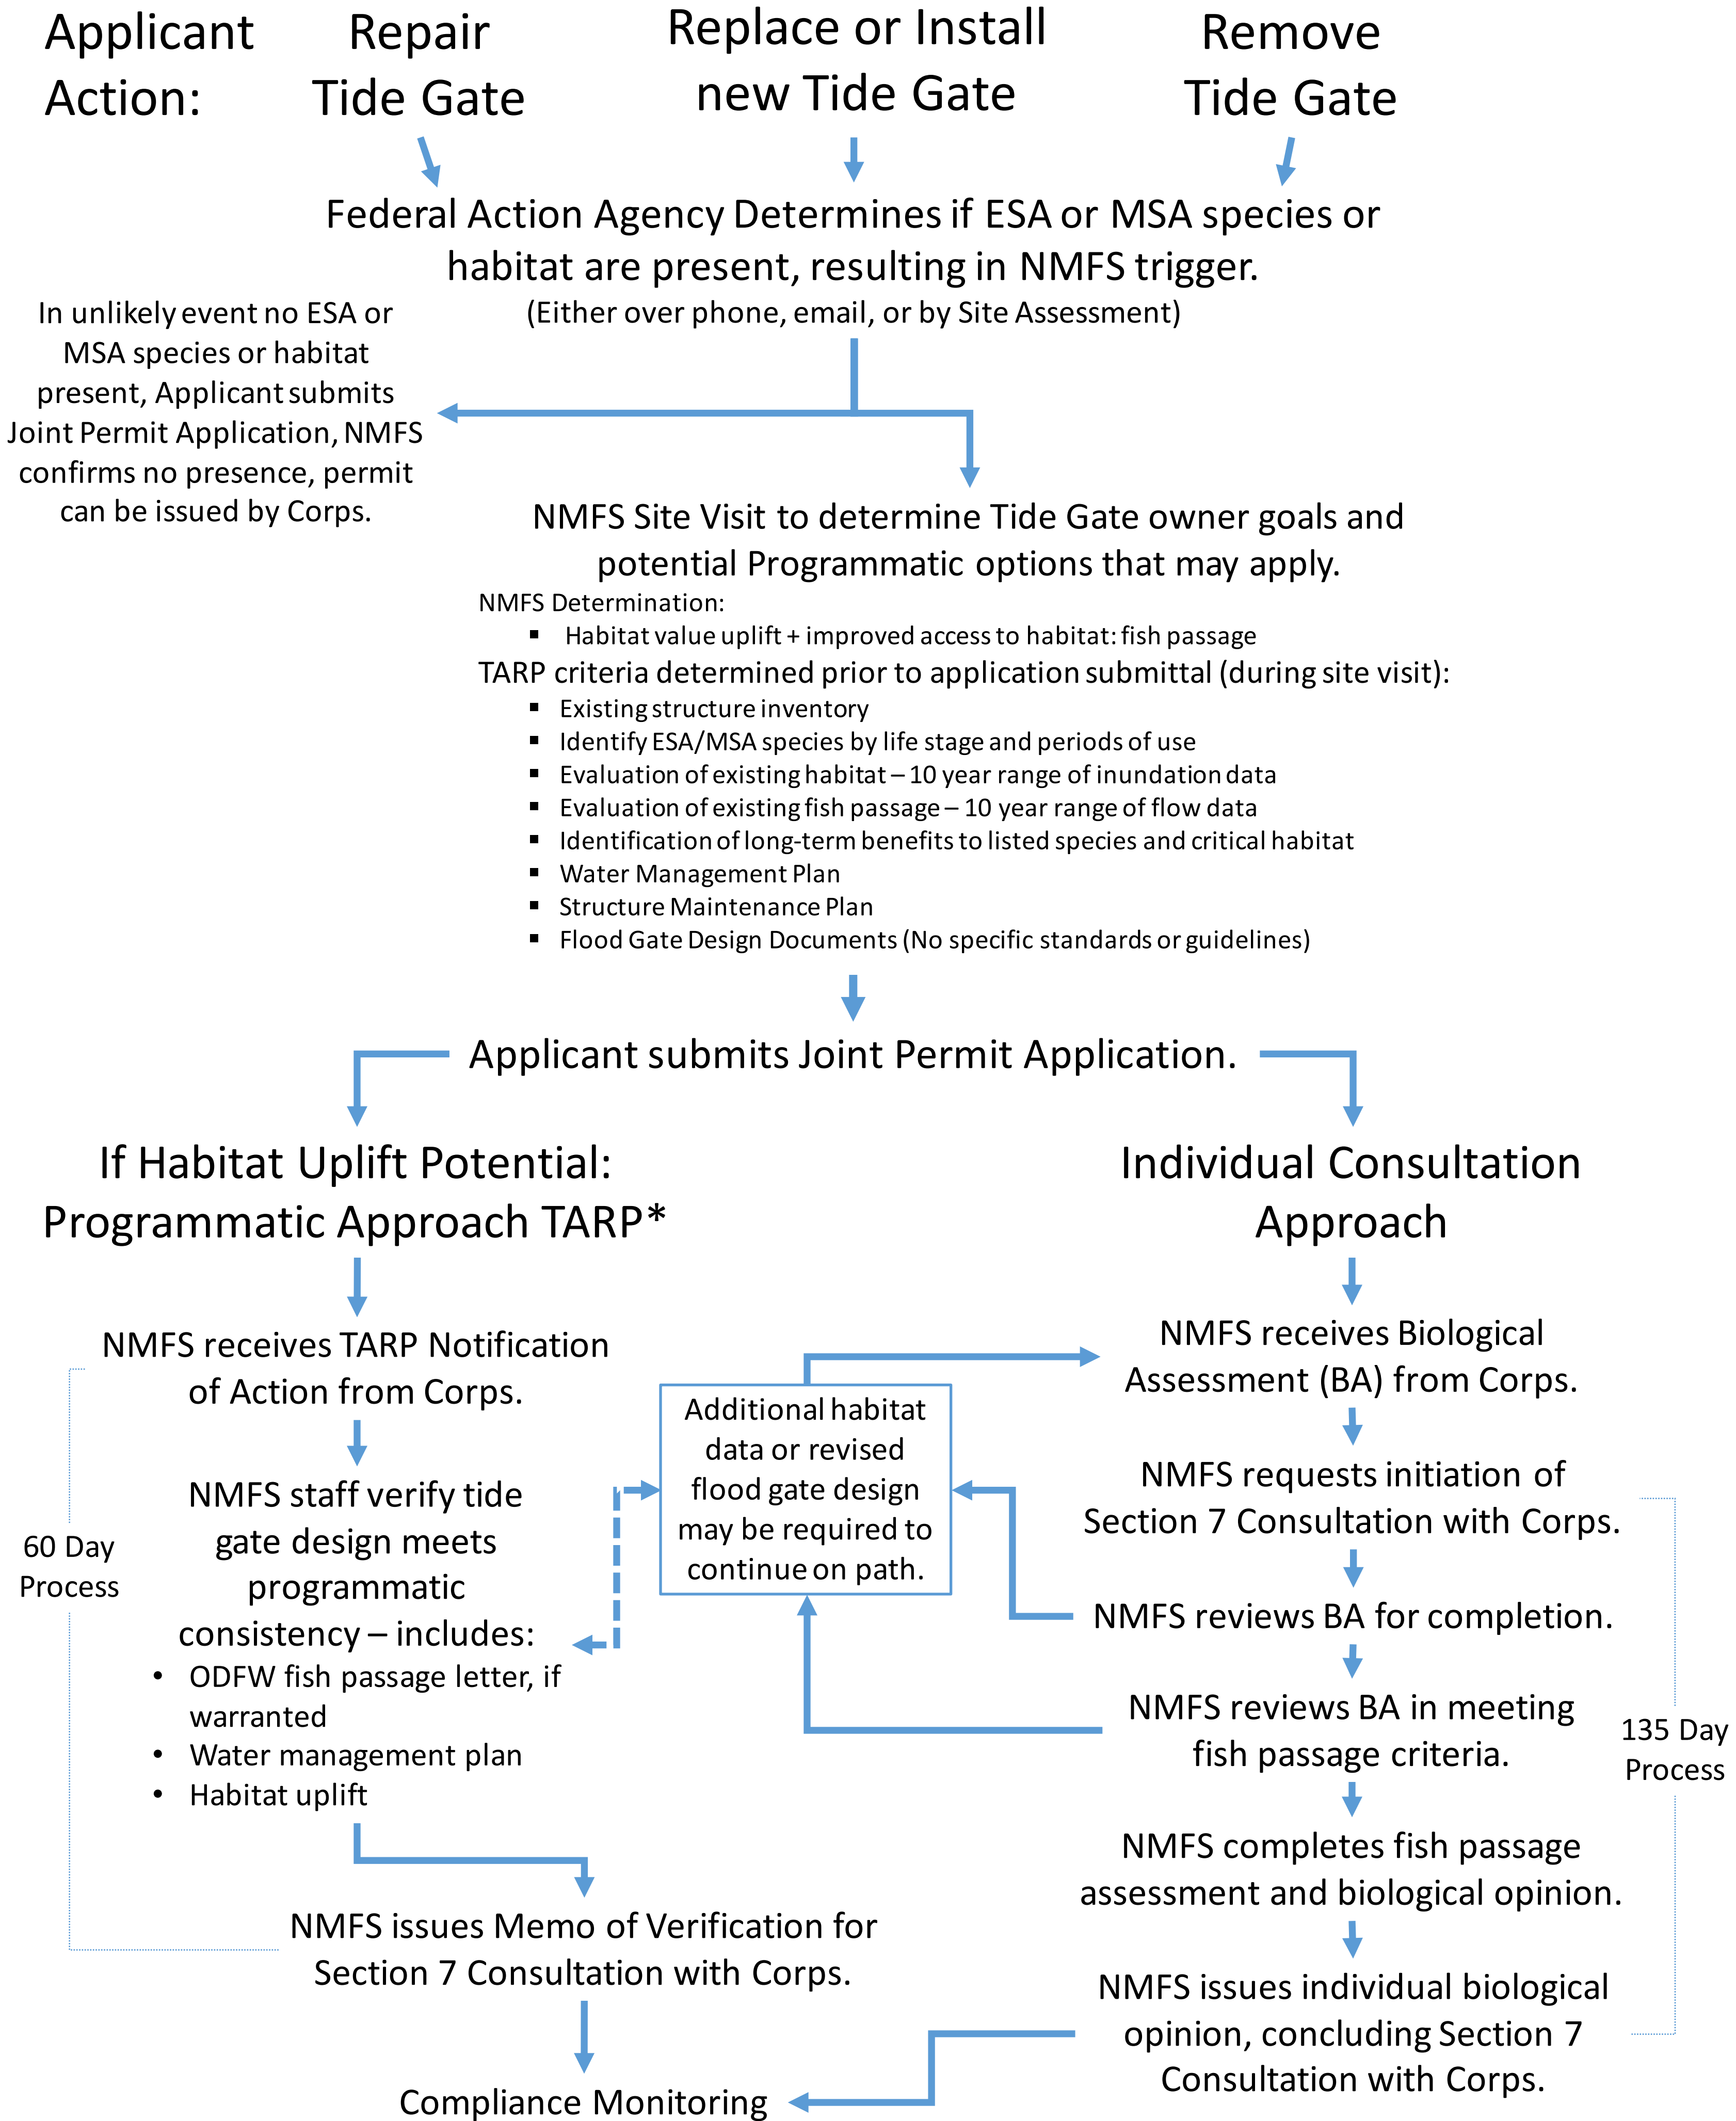 Applicant
Action:
Repair
Tide Gate
Replace or Install
new Tide Gate
Remove
Tide Gate
Federal Action Agency Determines if ESA or MSA species or
habitat are present, resulting in NMFS trigger.
(Either over phone, email, or by Site Assessment)
In unlikely event no ESA or
MSA species or habitat
present, Applicant submits
Joint Permit Application, NMFS
confirms no presence, permit
can be issued by Corps.
NMFS Site Visit to determine Tide Gate owner goals and
potential Programmatic options that may apply.
NMFS Determination:
▪ Habitat value uplift + improved access to habitat: fish passage
TARP criteria determined prior to application submittal (during site visit):
▪ Existing structure inventory
▪ Identify ESA/MSA species by life stage and periods of use
▪ Evaluation of existing habitat – 10 year range of inundation data
▪ Evaluation of existing fish passage – 10 year range of flow data
▪ Identification of long-term benefits to listed species and critical habitat
▪ Water Management Plan
▪ Structure Maintenance Plan
▪ Flood Gate Design Documents (No specific standards or guidelines)
Applicant submits Joint Permit Application.
If Habitat Uplift Potential:
Programmatic Approach TARP*
NMFS receives TARP Notification
of Action from Corps.
NMFS staff verify tide
gate design meets
programmatic
consistency – includes:
• ODFW fish passage letter, if
warranted
• Water management plan
• Habitat uplift
60 Day
Process
NMFS issues Memo of Verification for
Section 7 Consultation with Corps.
Additional habitat
data or revised
flood gate design
may be required to
continue on path.
Individual Consultation
Approach
NMFS receives Biological
Assessment (BA) from Corps.
NMFS requests initiation of
Section 7 Consultation with Corps.
NMFS reviews BA for completion.
NMFS reviews BA in meeting
fish passage criteria.
135 Day
Process
NMFS completes fish passage
assessment and biological opinion.
NMFS issues individual biological
opinion, concluding Section 7
Consultation with Corps.
Compliance Monitoring